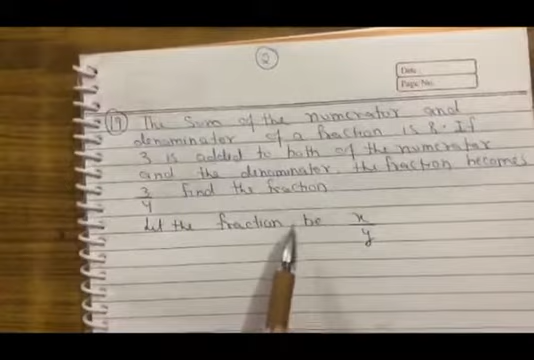 2
Date
Page No.
19 The Sum of the numerator and
denominator of a fraction is 8. If
3 is added to both of the numerator
and the denominator the fraction becomes
3/4 find the fraction
Let the fraction be x/y